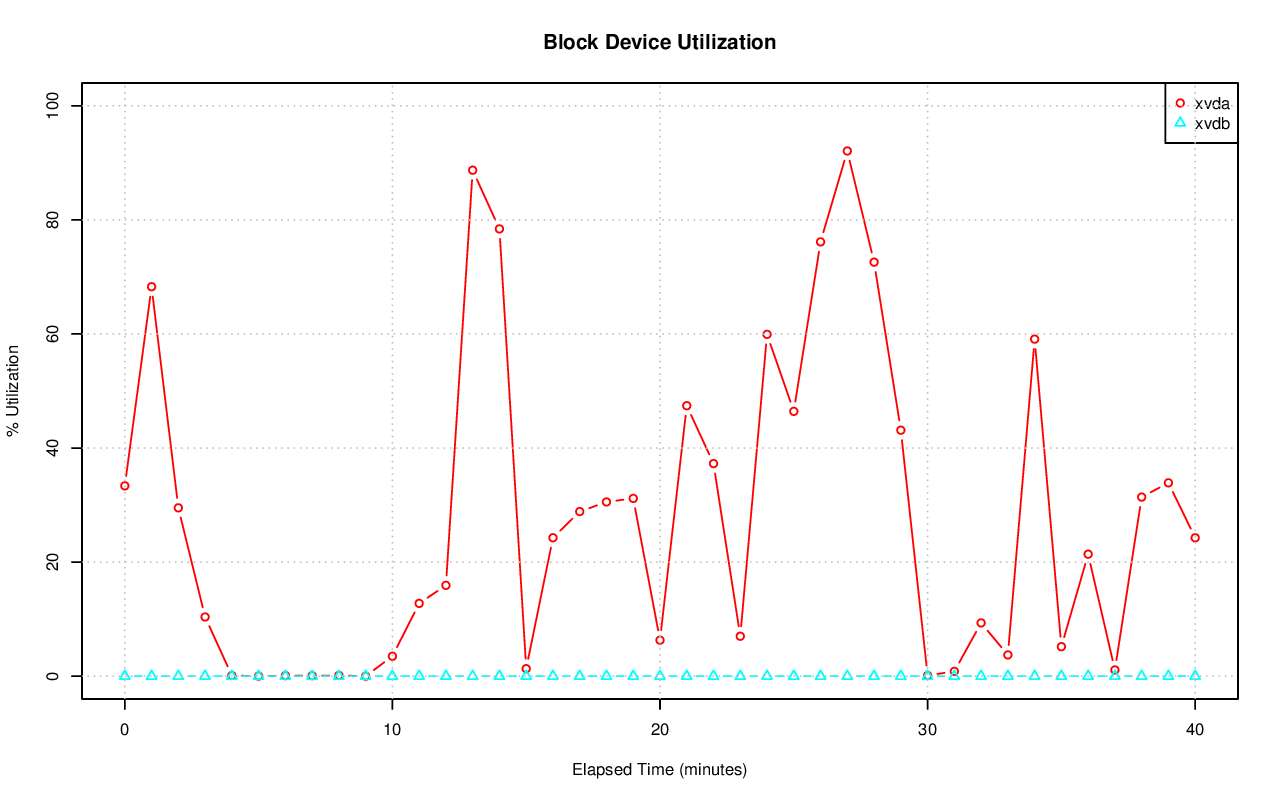 Block Device Utilization
xvda
xvdb
% Utilization
100
80
60
40
20
0
0 10 20 30 40
Elapsed Time (minutes)